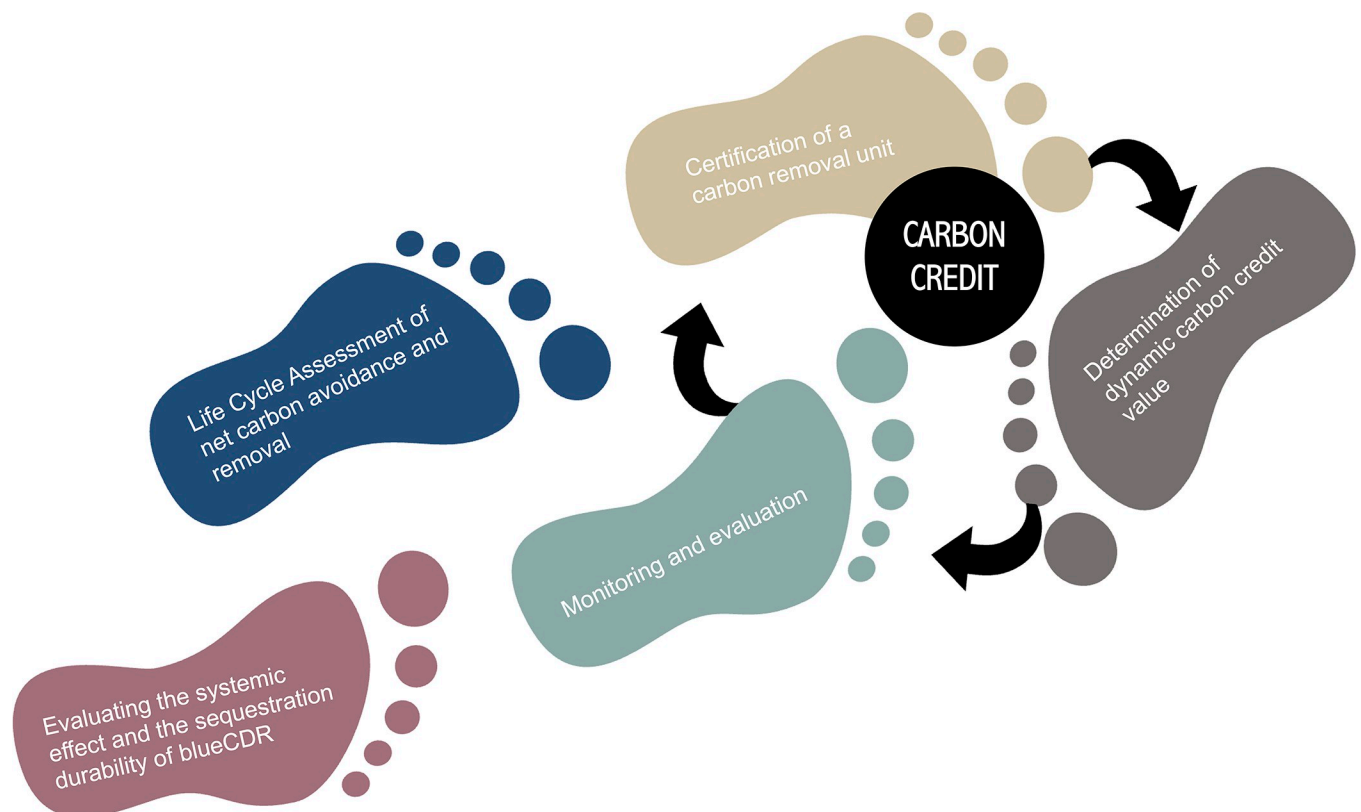 Certification of a
carbon removal unit
CARBON
CREDIT
Determination of
dynamic carbon credit
value
Life Cycle Assessment of
net carbon avoidance and
removal
Monitoring and evaluation
Evaluating the systemic
effect and the sequestration
durability of blueCDR